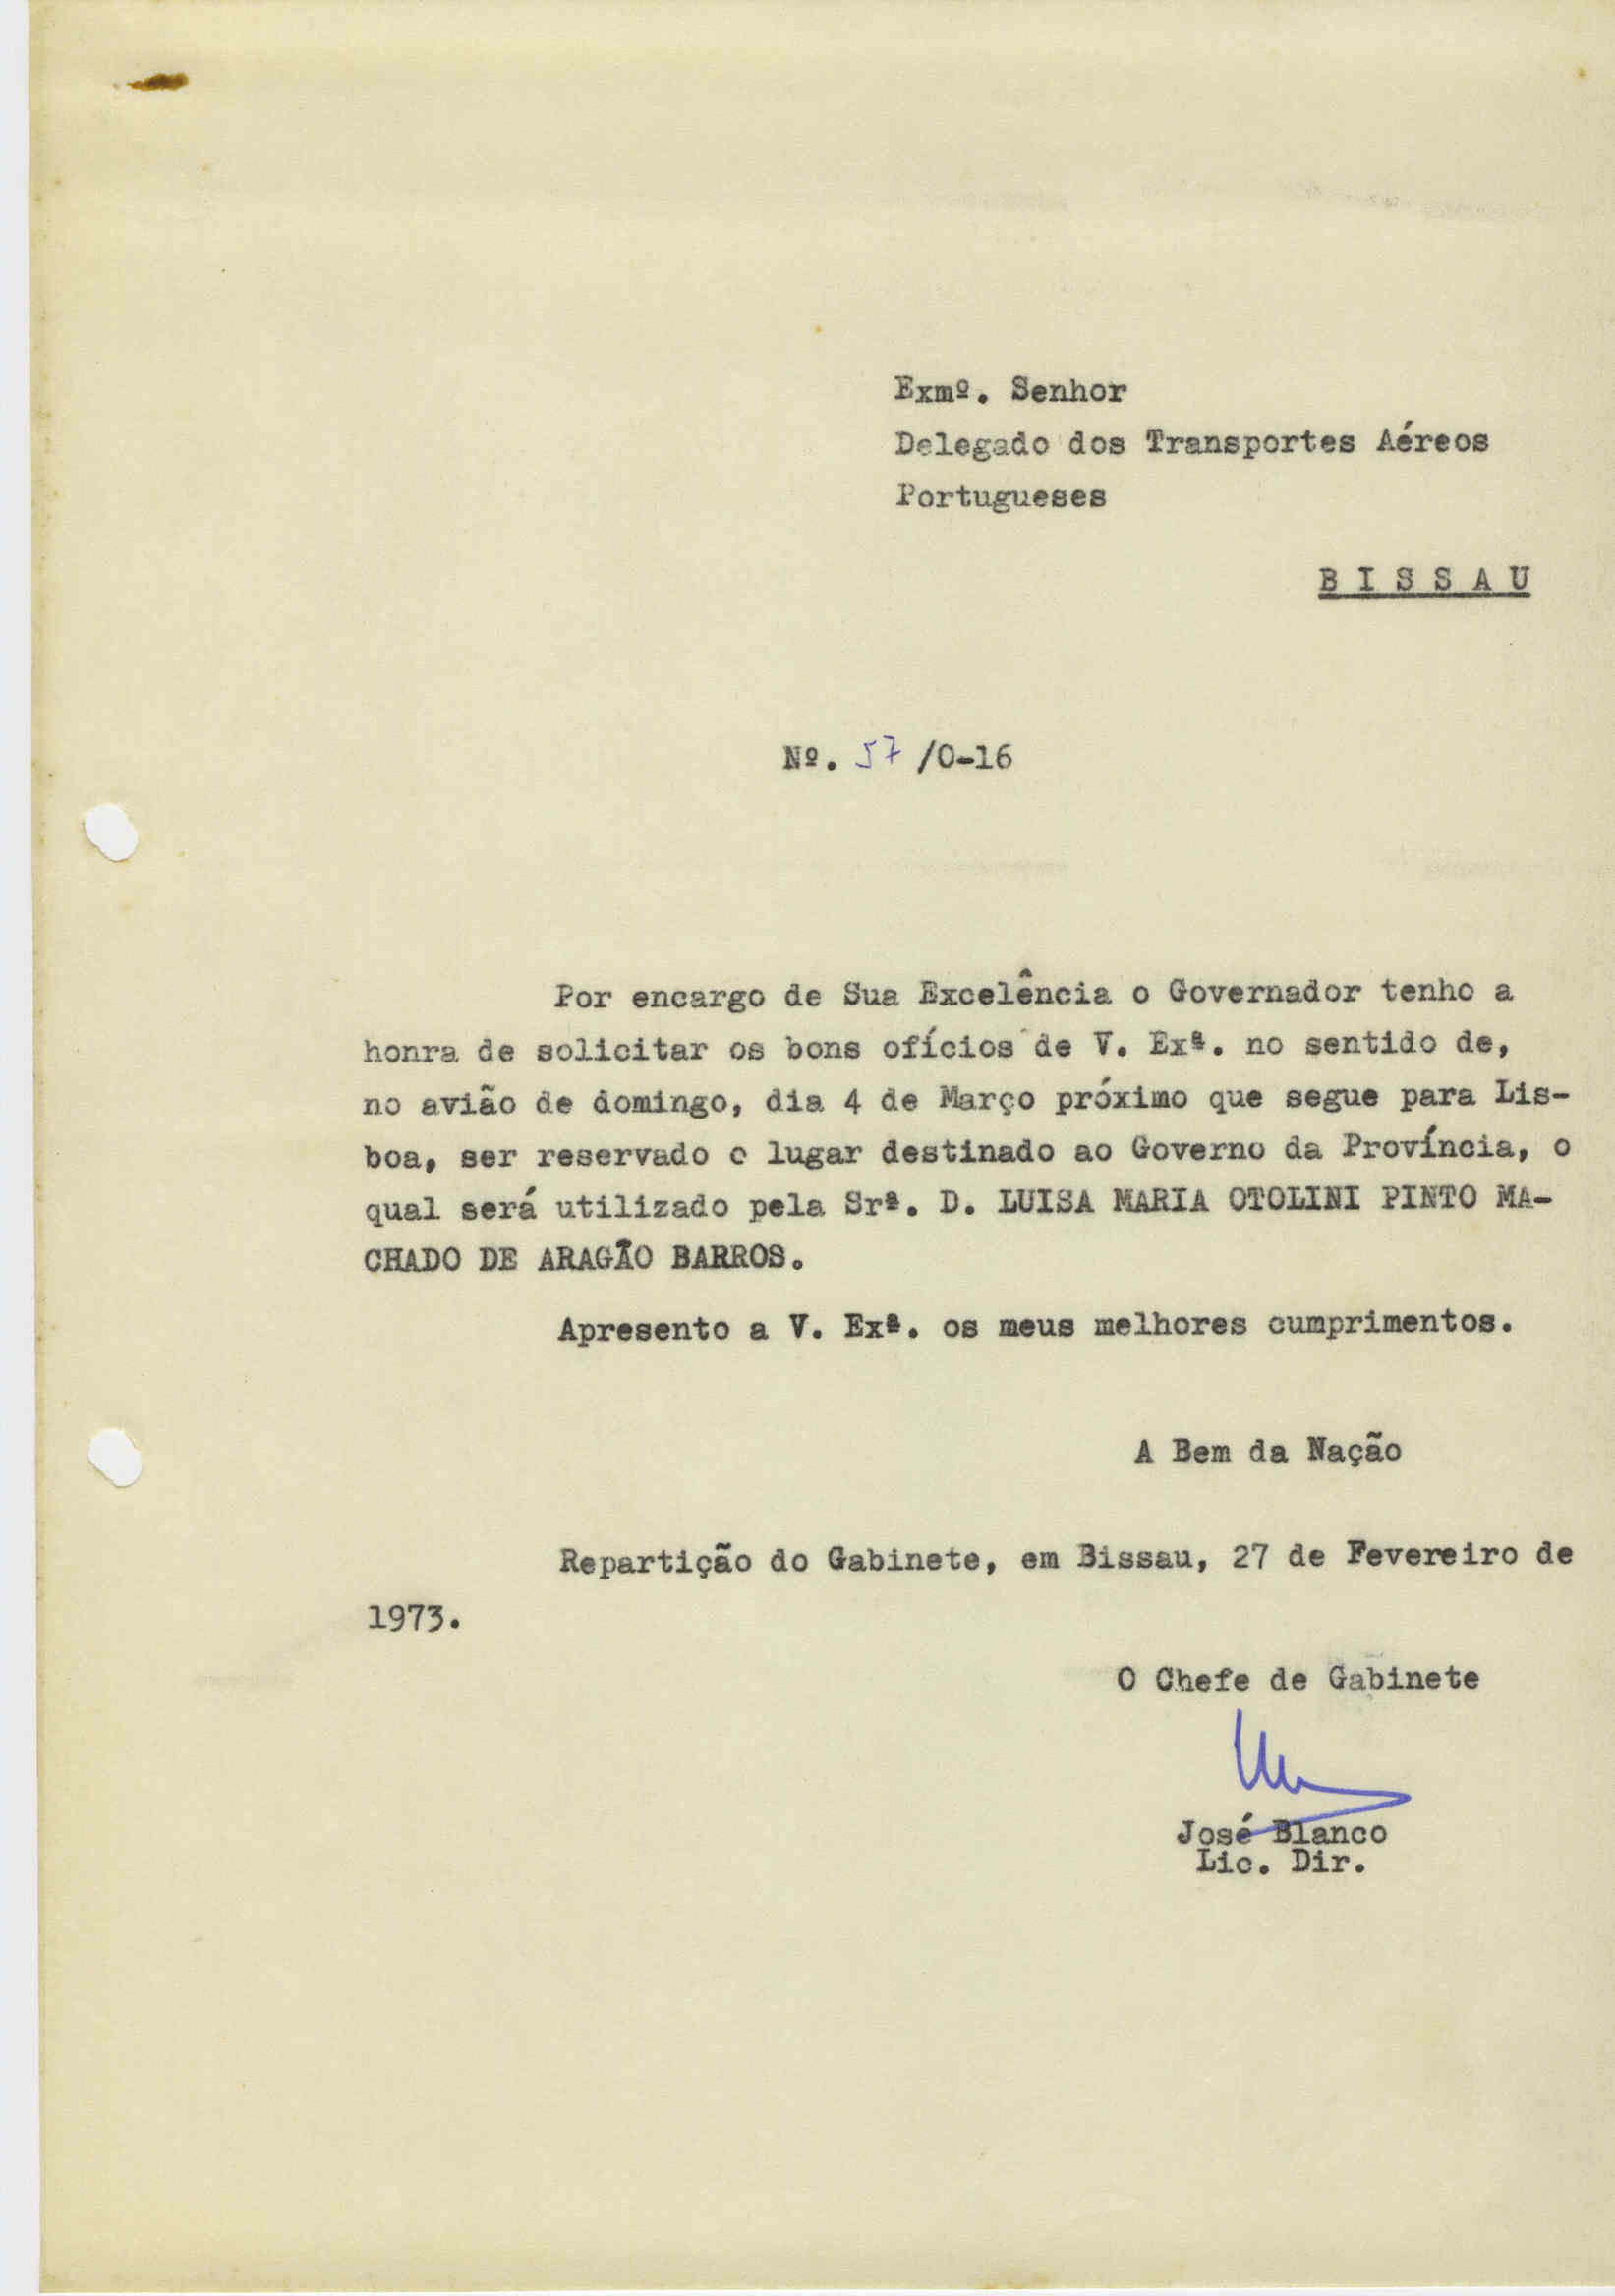 Exmº. Senhor
Delegado dos Transportes Aéreos
Portugueses
B I S S A U
Nº. 57 /0-16
Por encargo de Sua Excelência o Governador tenho a
honra de solicitar os bons ofícios de V. Exª. no sentido de,
no avião de domingo, dia 4 de Março próximo que segue para Lis-
boa, ser reservado o lugar destinado ao Governo da Província, o
qual será utilizado pela Srª. D. LUISA MARIA OTOLINI PINTO MA-
CHADO DE ARAGÃO BARROS.
Apresento a V. Exª. os meus melhores cumprimentos.
A Bem da Nação
Repartição do Gabinete, em Bissau, 27 de Fevereiro de
1973.
O Chefe de Gabinete
José Blanco
Lic. Dir.